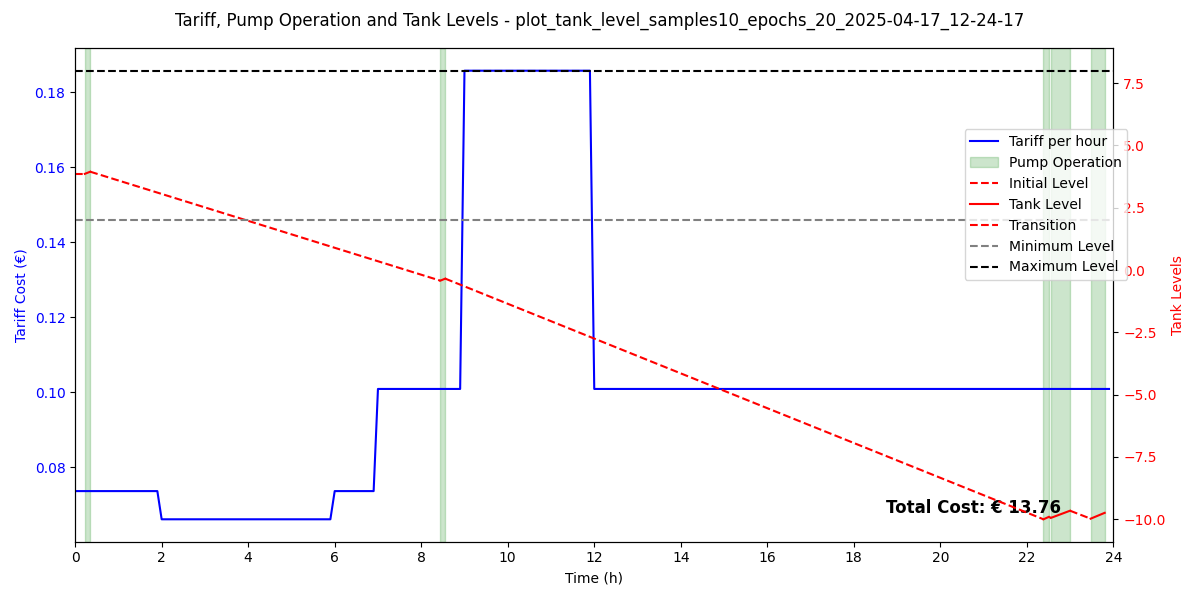 Tariff, Pump Operation and Tank Levels - plot_tank_level_samples10_epochs_20_2025-04-17_12-24-17
0.18
0.16
0.14
0.12
0.10
0.08
Tariff Cost (€)
7.5
5.0
2.5
0.0
−2.5
−5.0
−7.5
−10.0
Tank Levels
Tariff per hour
Pump Operation
Initial Level
Tank Level
Transition
Minimum Level
Maximum Level
Total Cost: € 13.76
0 2 4 6 8 10 12 14 16 18 20 22 24
Time (h)